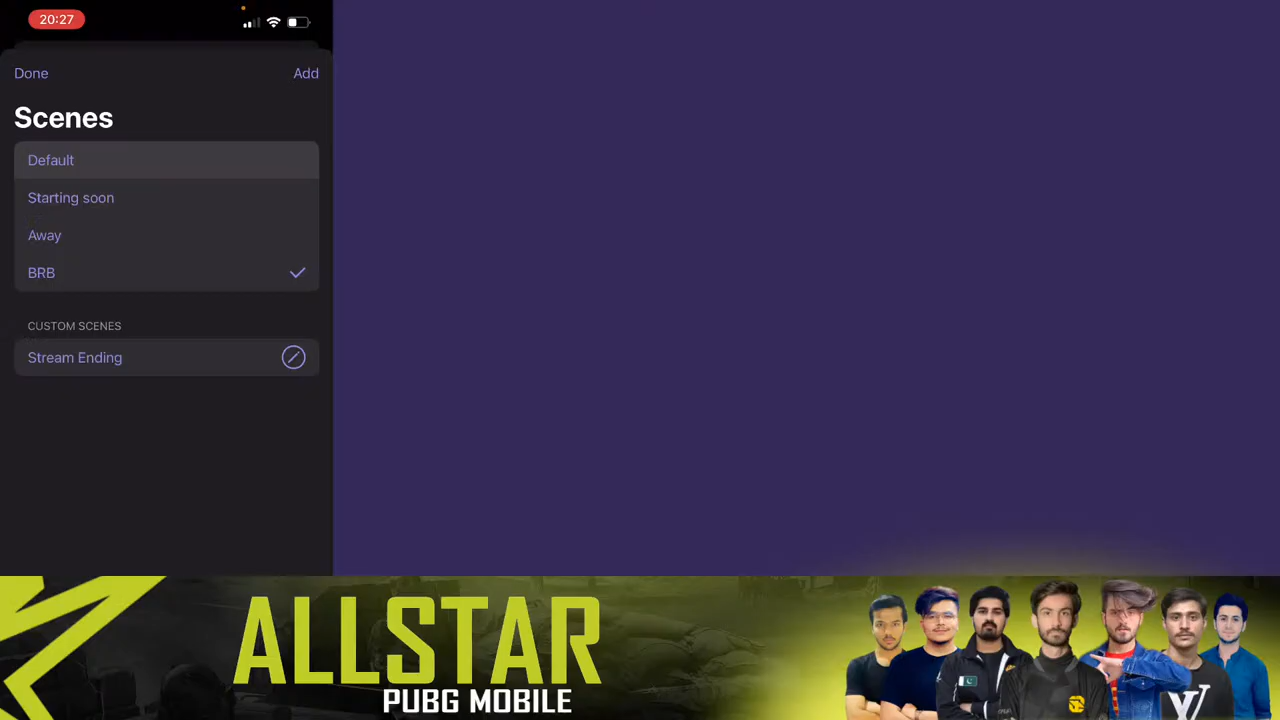 20:27
Done
Add
Scenes
Default
Starting soon
Away
BRB
CUSTOM SCENES
Stream Ending
ALLSTAR
PUBG MOBILE